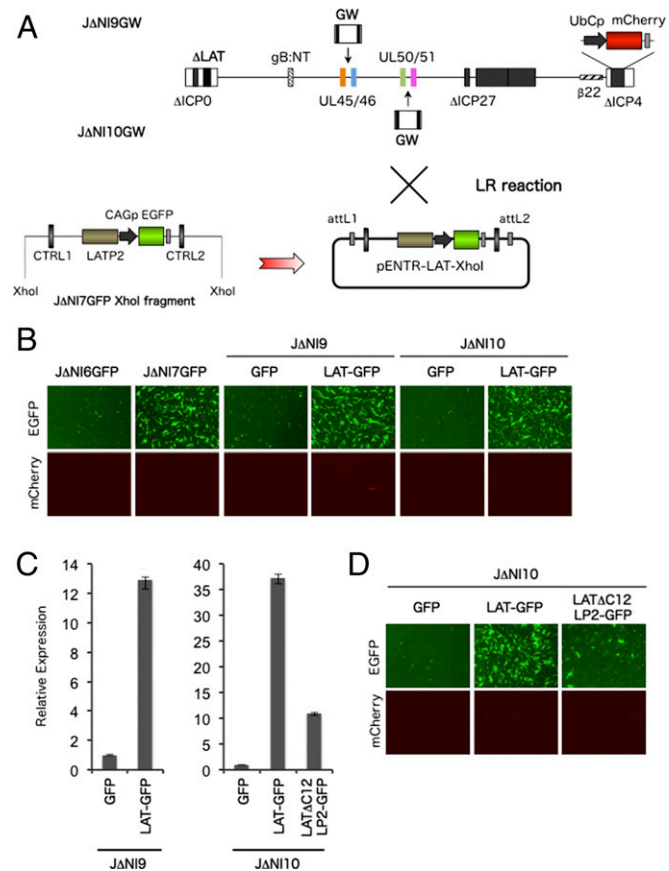 A
JΔNI9GW
GW
UbCp
mCherry
ΔLAT
gB:NT
UL50/51
ΔICP0
UL45/46
ΔICP27
β22
ΔICP4
JΔNI10GW
GW
LR reaction
CAGp EGFP
CTRL1
LATP2
CTRL2
XhoI
XhoI
JΔNI7GFP XhoI fragment
attL1
attL2
pENTR-LAT-XhoI
B
JΔNI9
JΔNI10
JΔNI6GFP
JΔNI7GFP
GFP
LAT-GFP
GFP
LAT-GFP
EGFP
mCherry
C
Relative Expression
14
12
10
8
6
4
2
0
GFP
LAT-GFP
JΔNI9
40
35
30
25
20
15
10
5
0
GFP
LAT-GFP
LATΔC12
LP2-GFP
JΔNI10
D
JΔNI10
GFP
LAT-GFP
LATΔC12
LP2-GFP
EGFP
mCherry